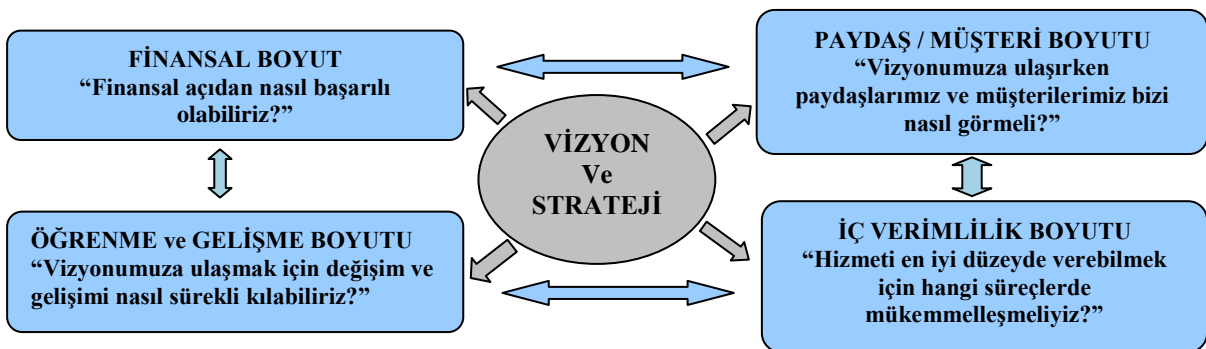 FİNANSAL BOYUT
“Finansal açıdan nasıl başarılı
olabiliriz?”
PAYDAŞ / MÜŞTERİ BOYUTU
“Vizyonumuza ulaşırken
paydaşlarımız ve müşterilerimiz bizi
nasıl görmeli?”
VİZYON
Ve
STRATEJİ
ÖĞRENME ve GELİŞME BOYUTU
“Vizyonumuza ulaşmak için değişim ve
gelişimi nasıl sürekli kılabiliriz?”
İÇ VERİMLİLİK BOYUTU
“Hizmeti en iyi düzeyde verebilmek
için hangi süreçlerde
mükemmelleşmeliyiz?”